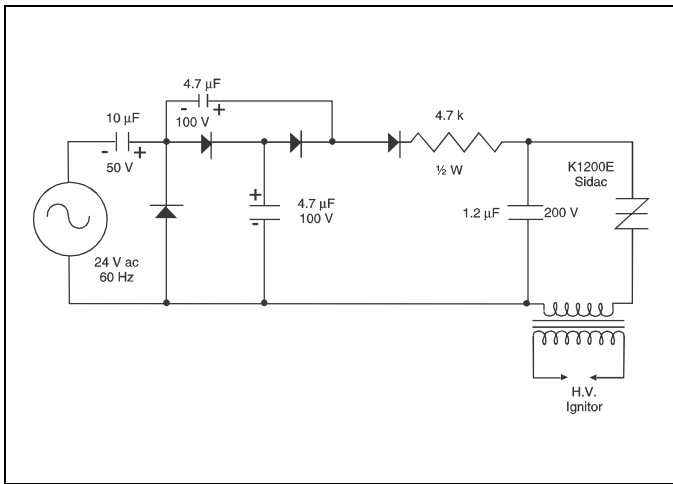 4.7 µF
- +
100 V
10 µF
- +
50 V
4.7 k
½ W
K1200E
Sidac
+
-
4.7 µF
100 V
1.2 µF
200 V
24 V ac
60 Hz
H.V.
Ignitor